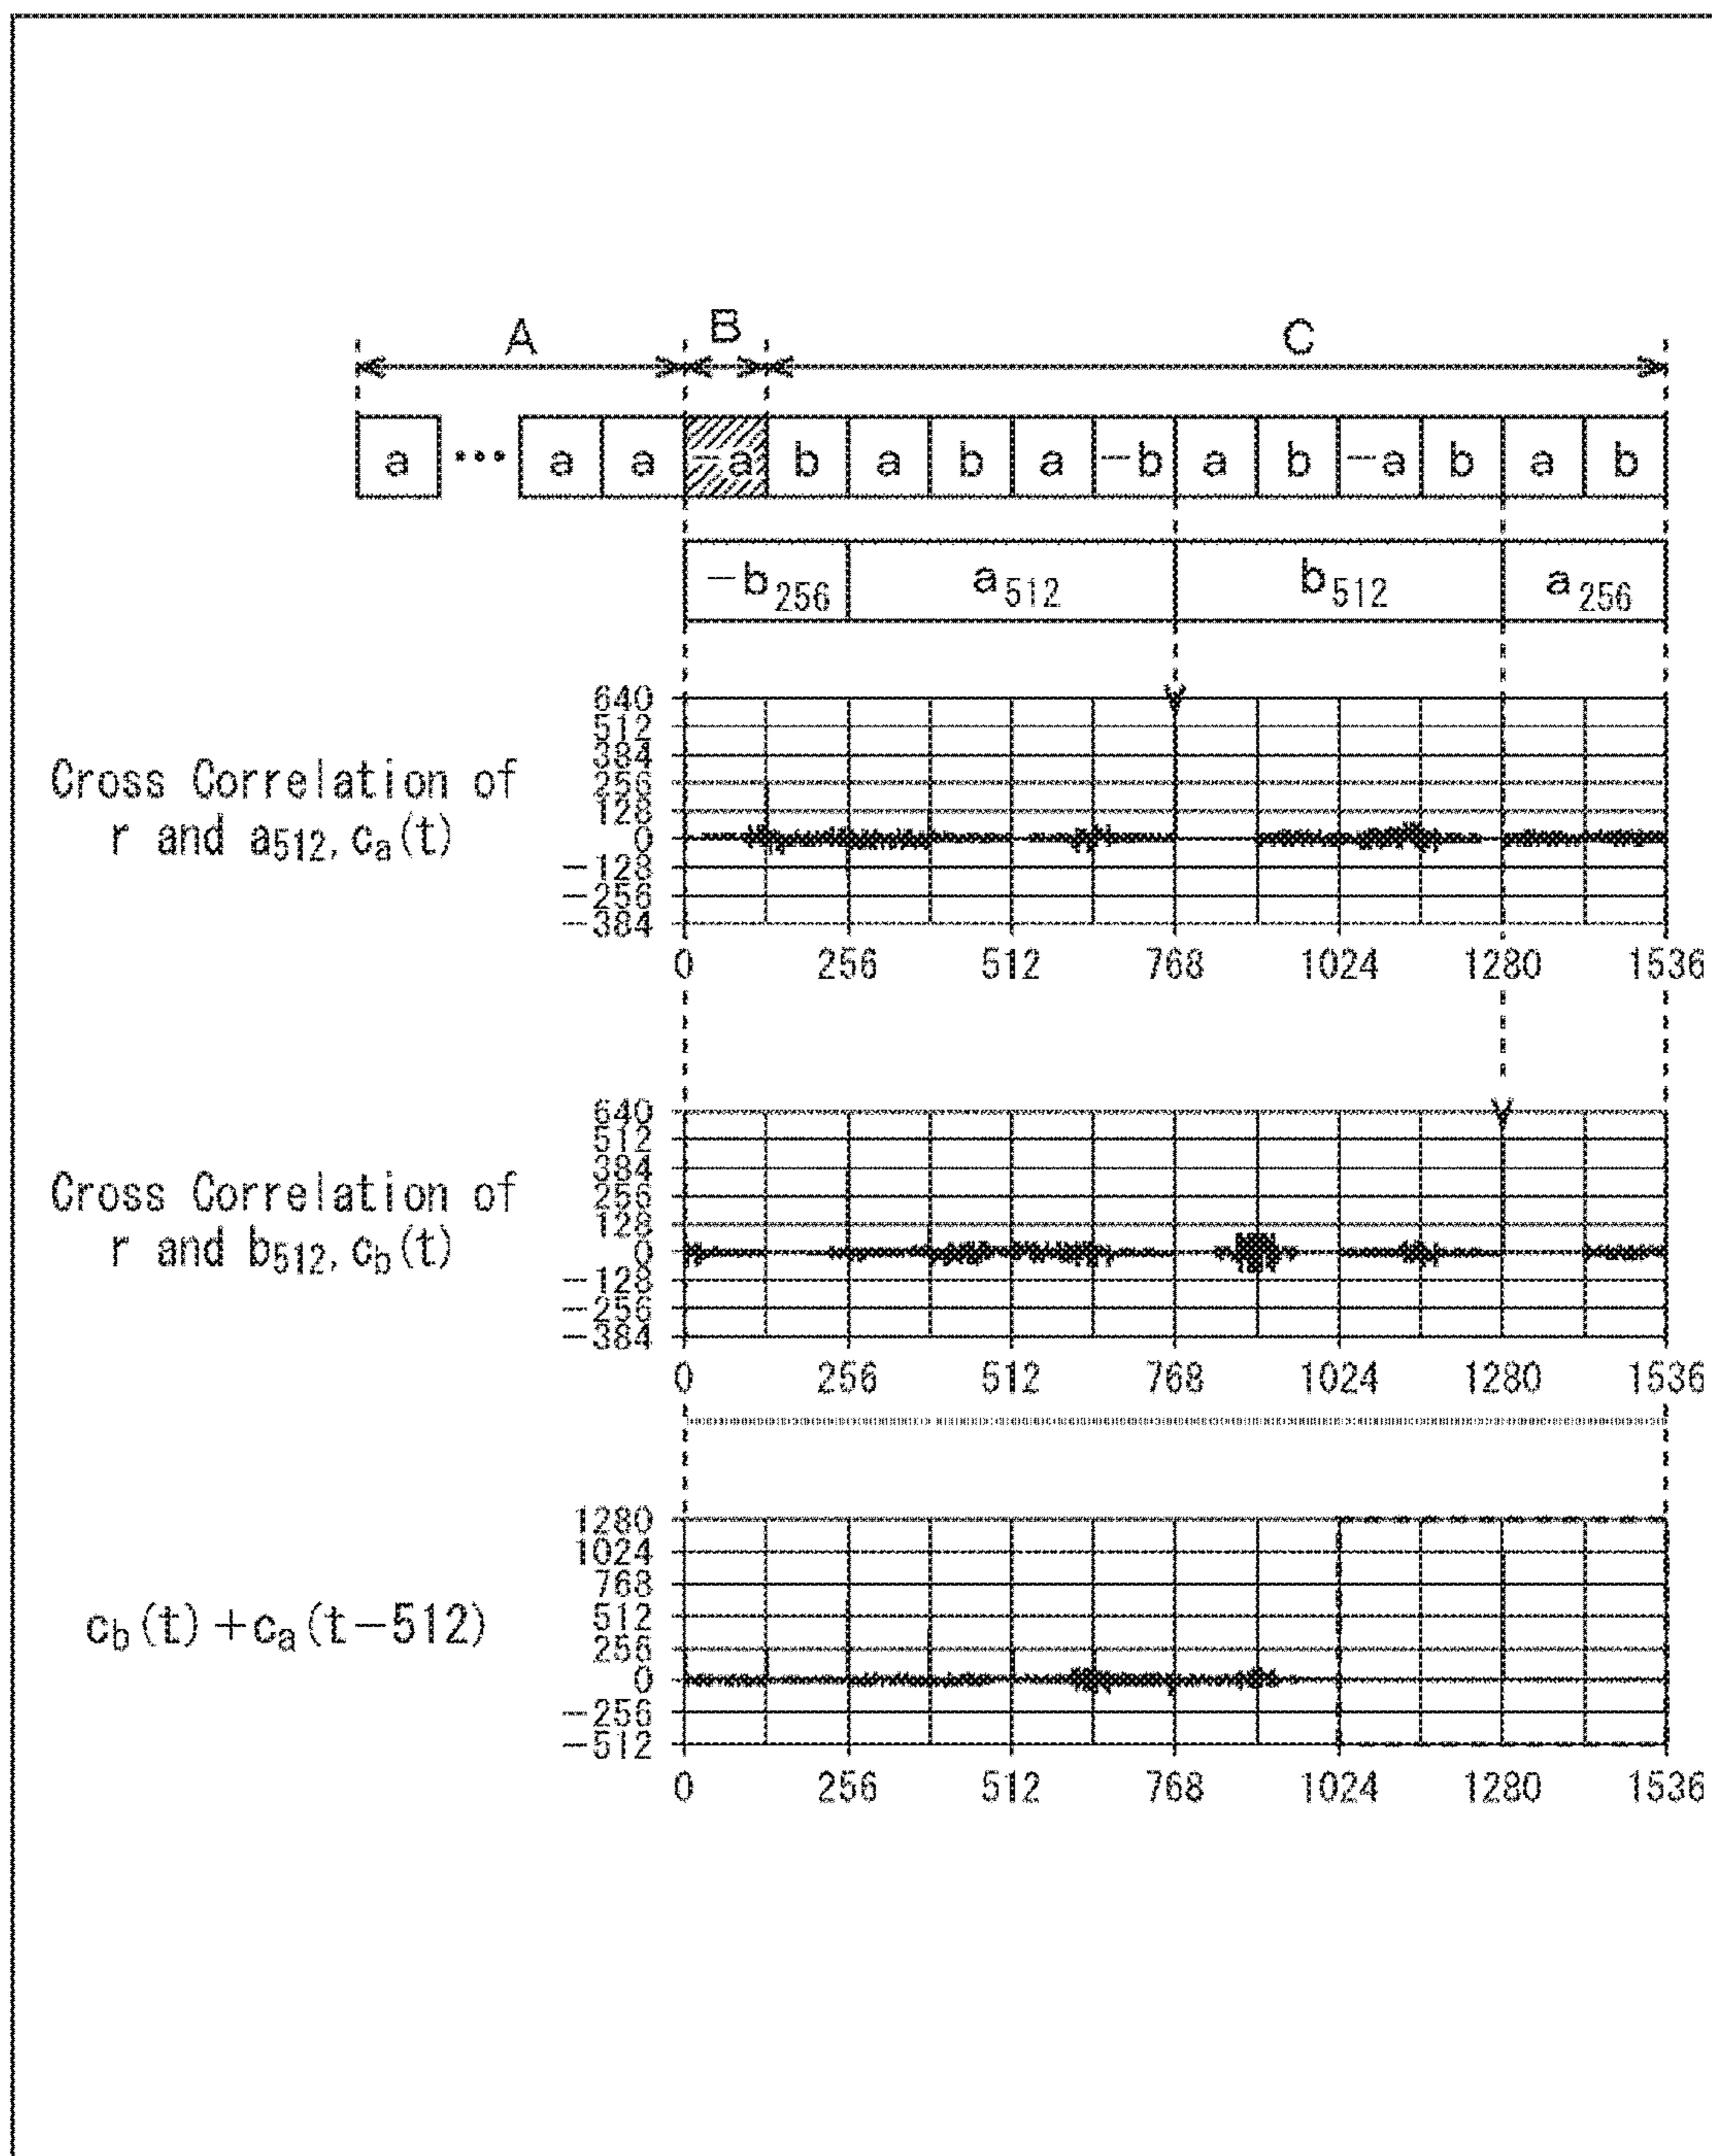 A B C
a ••• a a -a b a b a -b a b -a b a b
-b256 a512 b512 a256
Cross Correlation of
r and a512, ca(t)
640
512
384
256
128
0
-128
-256
-384
0 256 512 768 1024 1280 1536
Cross Correlation of
r and b512, cb(t)
640
512
384
256
128
0
-128
-256
-384
0 256 512 768 1024 1280 1536
cb(t)+ca(t-512)
1280
1024
768
512
256
0
-256
-512
0 256 512 768 1024 1280 1536